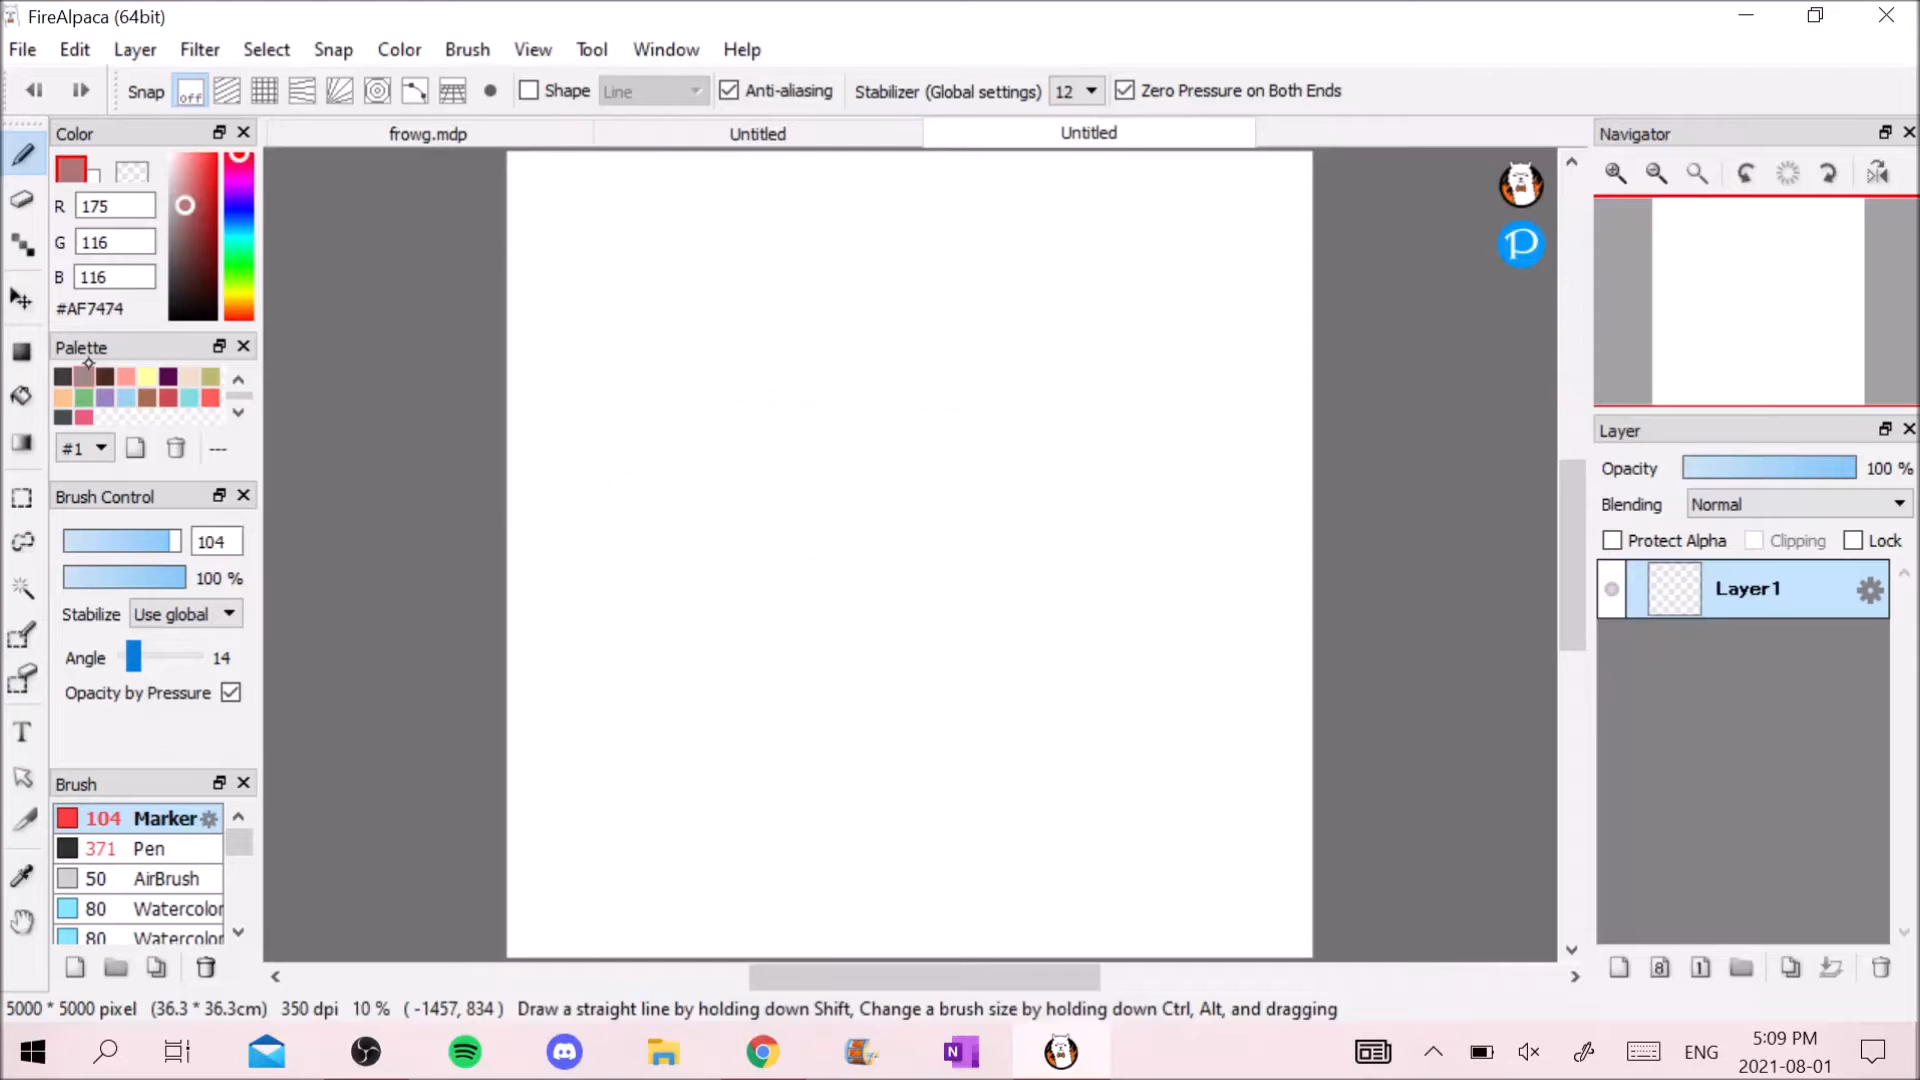 FireAlpaca (64bit)
File Edit Layer Filter Select Snap Color Brush View Tool Window Help
Snap off Shape Line Anti-aliasing Stabilizer (Global settings) 12 Zero Pressure on Both Ends
Color
frowg.mdp Untitled Untitled
Navigator
R 175
G 116
B 116
#AF7474
Palette
#1 ---
Brush Control
104
100 %
Stabilize Use global
Angle 14
Opacity by Pressure
Brush
104 Marker
371 Pen
50 AirBrush
80 Watercolor
80 Watercolor
Layer
Opacity 100 %
Blending Normal
Protect Alpha Clipping Lock
Layer1
8 1
T
P
5000 * 5000 pixel (36.3 * 36.3cm) 350 dpi 10 % ( -1457, 834 ) Draw a straight line by holding down Shift, Change a brush size by holding down Ctrl, Alt, and dragging
N
ENG
5:09 PM
2021-08-01